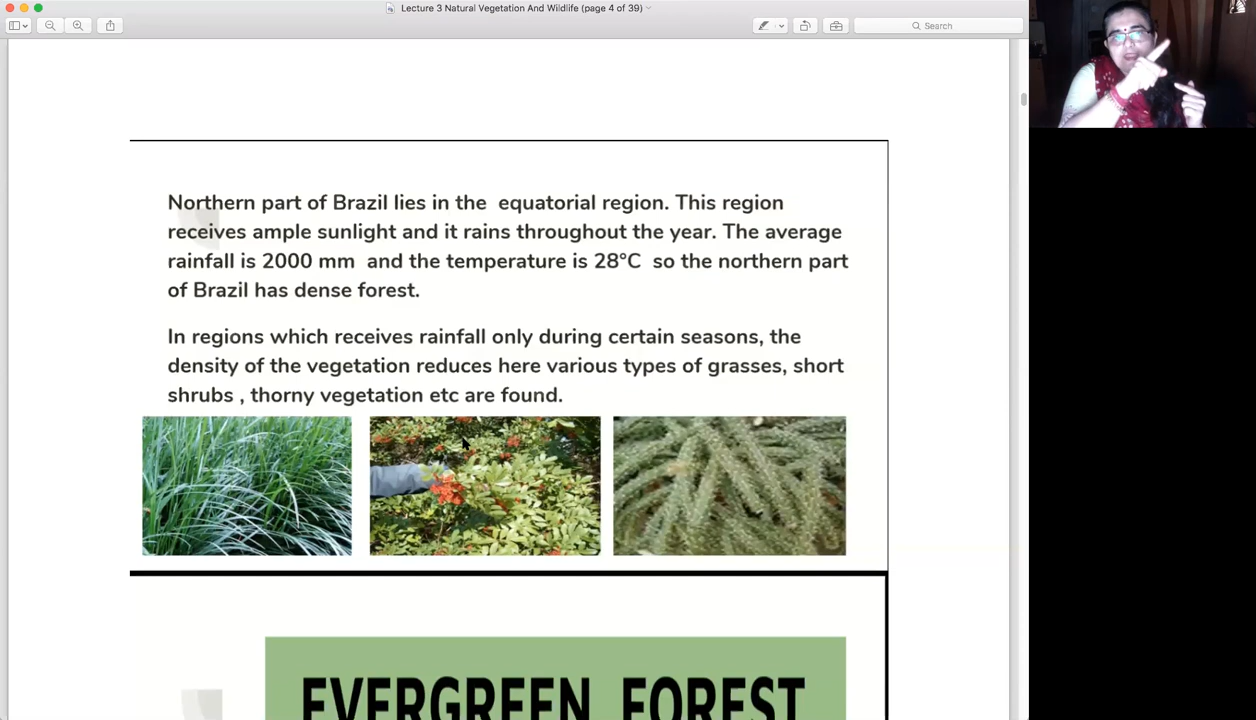 Lecture 3 Natural Vegetation And Wildlife (page 4 of 39)
Search
Northern part of Brazil lies in the equatorial region. This region
receives ample sunlight and it rains throughout the year. The average
rainfall is 2000 mm and the temperature is 28°C so the northern part
of Brazil has dense forest.
In regions which receives rainfall only during certain seasons, the
density of the vegetation reduces here various types of grasses, short
shrubs , thorny vegetation etc are found.
EVERGREEN FOREST